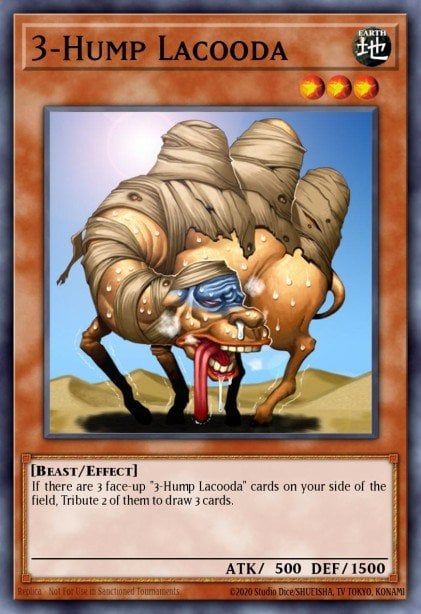 3-Hump Lacooda
EARTH
地
[Beast/Effect]
If there are 3 face-up "3-Hump Lacooda" cards on your side of the
field, Tribute 2 of them to draw 3 cards.
ATK/ 500 DEF/1500
Replica - Not For Use in Sanctioned Tournaments
©2020 Studio Dice/SHUEISHA, TV TOKYO, KONAMI